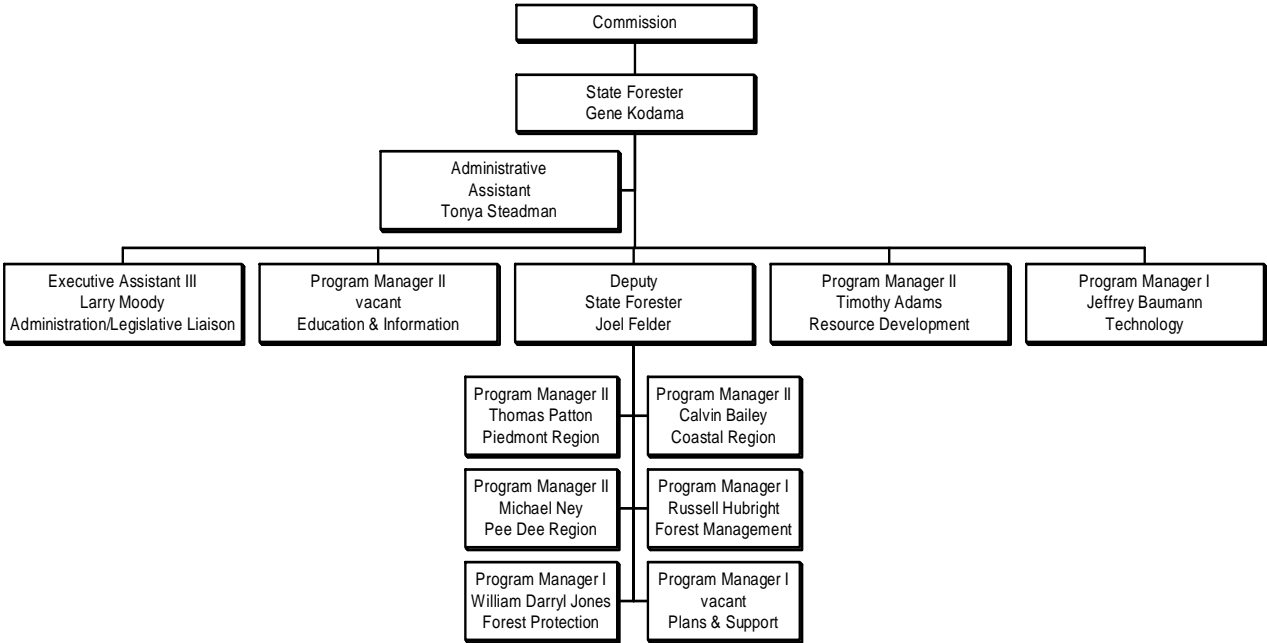 Commission
State Forester
Gene Kodama
Administrative
Assistant
Tonya Steadman
Executive Assistant III
Larry Moody
Administration/Legislative Liaison
Program Manager II
vacant
Education & Information
Deputy
State Forester
Joel Felder
Program Manager II
Timothy Adams
Resource Development
Program Manager I
Jeffrey Baumann
Technology
Program Manager II
Thomas Patton
Piedmont Region
Program Manager II
Calvin Bailey
Coastal Region
Program Manager II
Michael Ney
Pee Dee Region
Program Manager I
Russell Hubright
Forest Management
Program Manager I
William Darryl Jones
Forest Protection
Program Manager I
vacant
Plans & Support